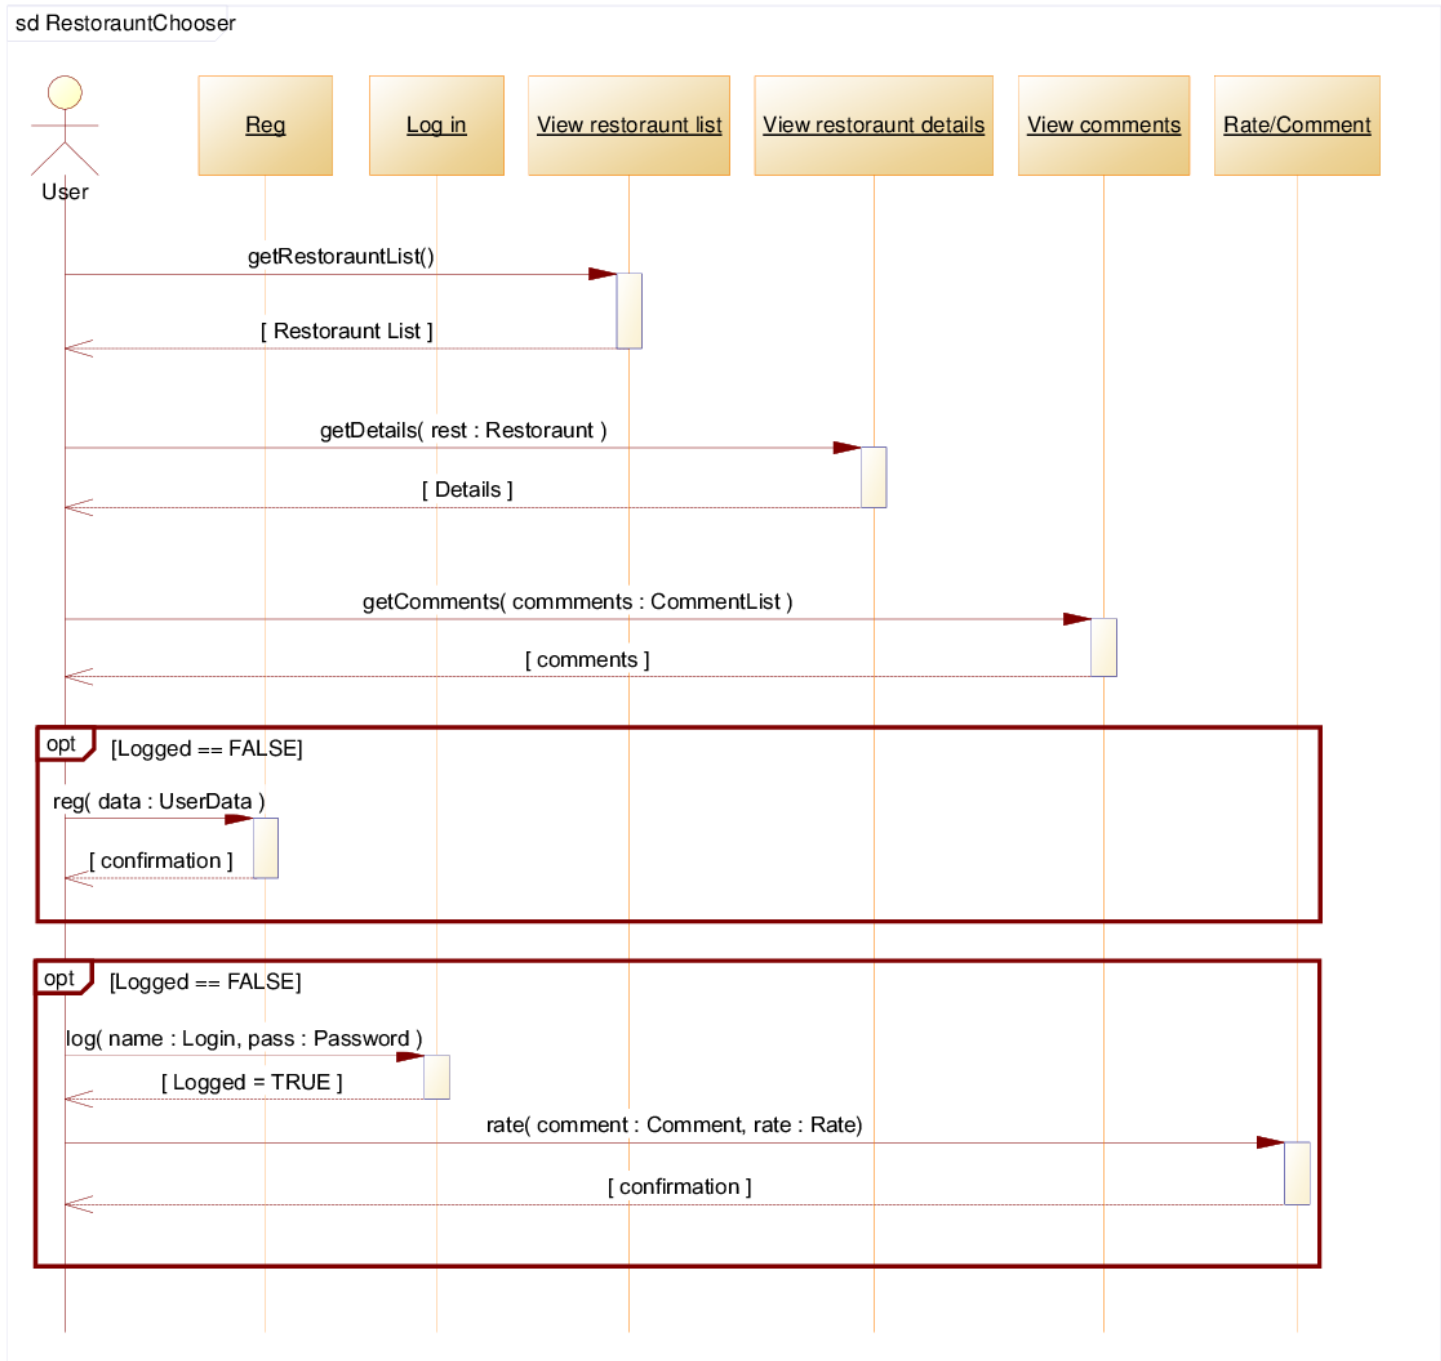 sd RestorauntChooser
User
Reg
Log in
View restoraunt list
View restoraunt details
View comments
Rate/Comment
getRestorauntList()
[ Restoraunt List ]
getDetails( rest : Restoraunt )
[ Details ]
getComments( commments : CommentList )
[ comments ]
opt
[Logged == FALSE]
reg( data : UserData )
[ confirmation ]
opt
[Logged == FALSE]
log( name : Login, pass : Password )
[ Logged = TRUE ]
rate( comment : Comment, rate : Rate)
[ confirmation ]